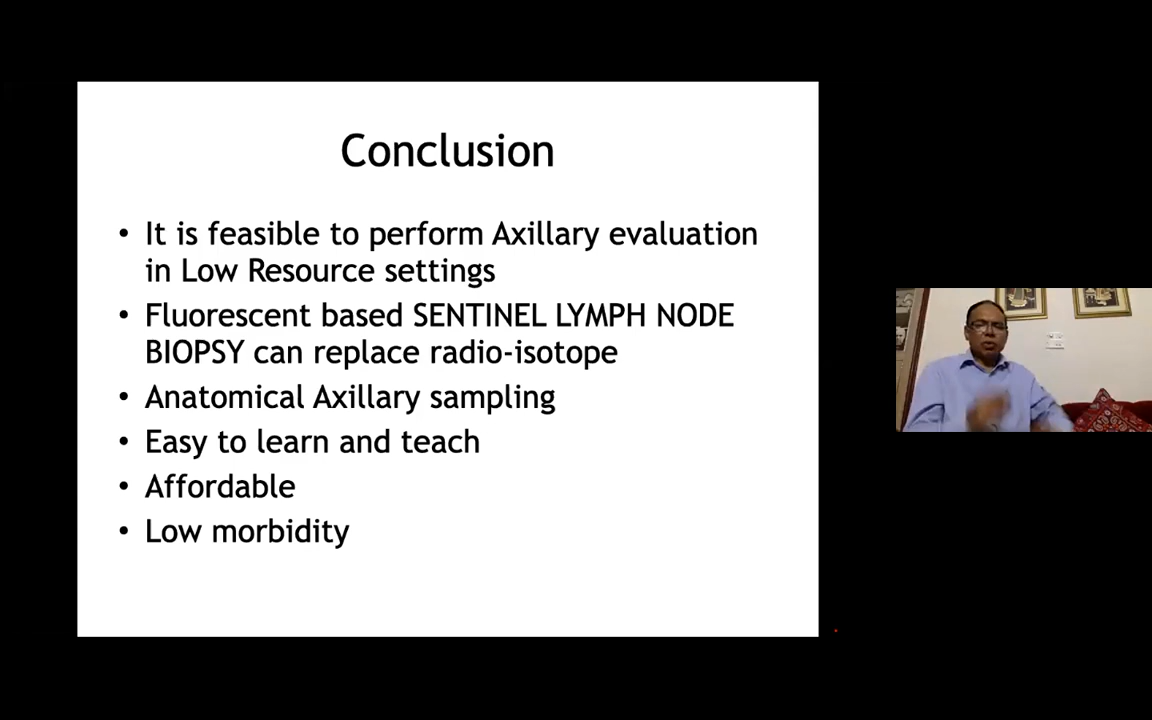 Conclusion
• It is feasible to perform Axillary evaluation
in Low Resource settings
• Fluorescent based SENTINEL LYMPH NODE
BIOPSY can replace radio-isotope
• Anatomical Axillary sampling
• Easy to learn and teach
• Affordable
• Low morbidity